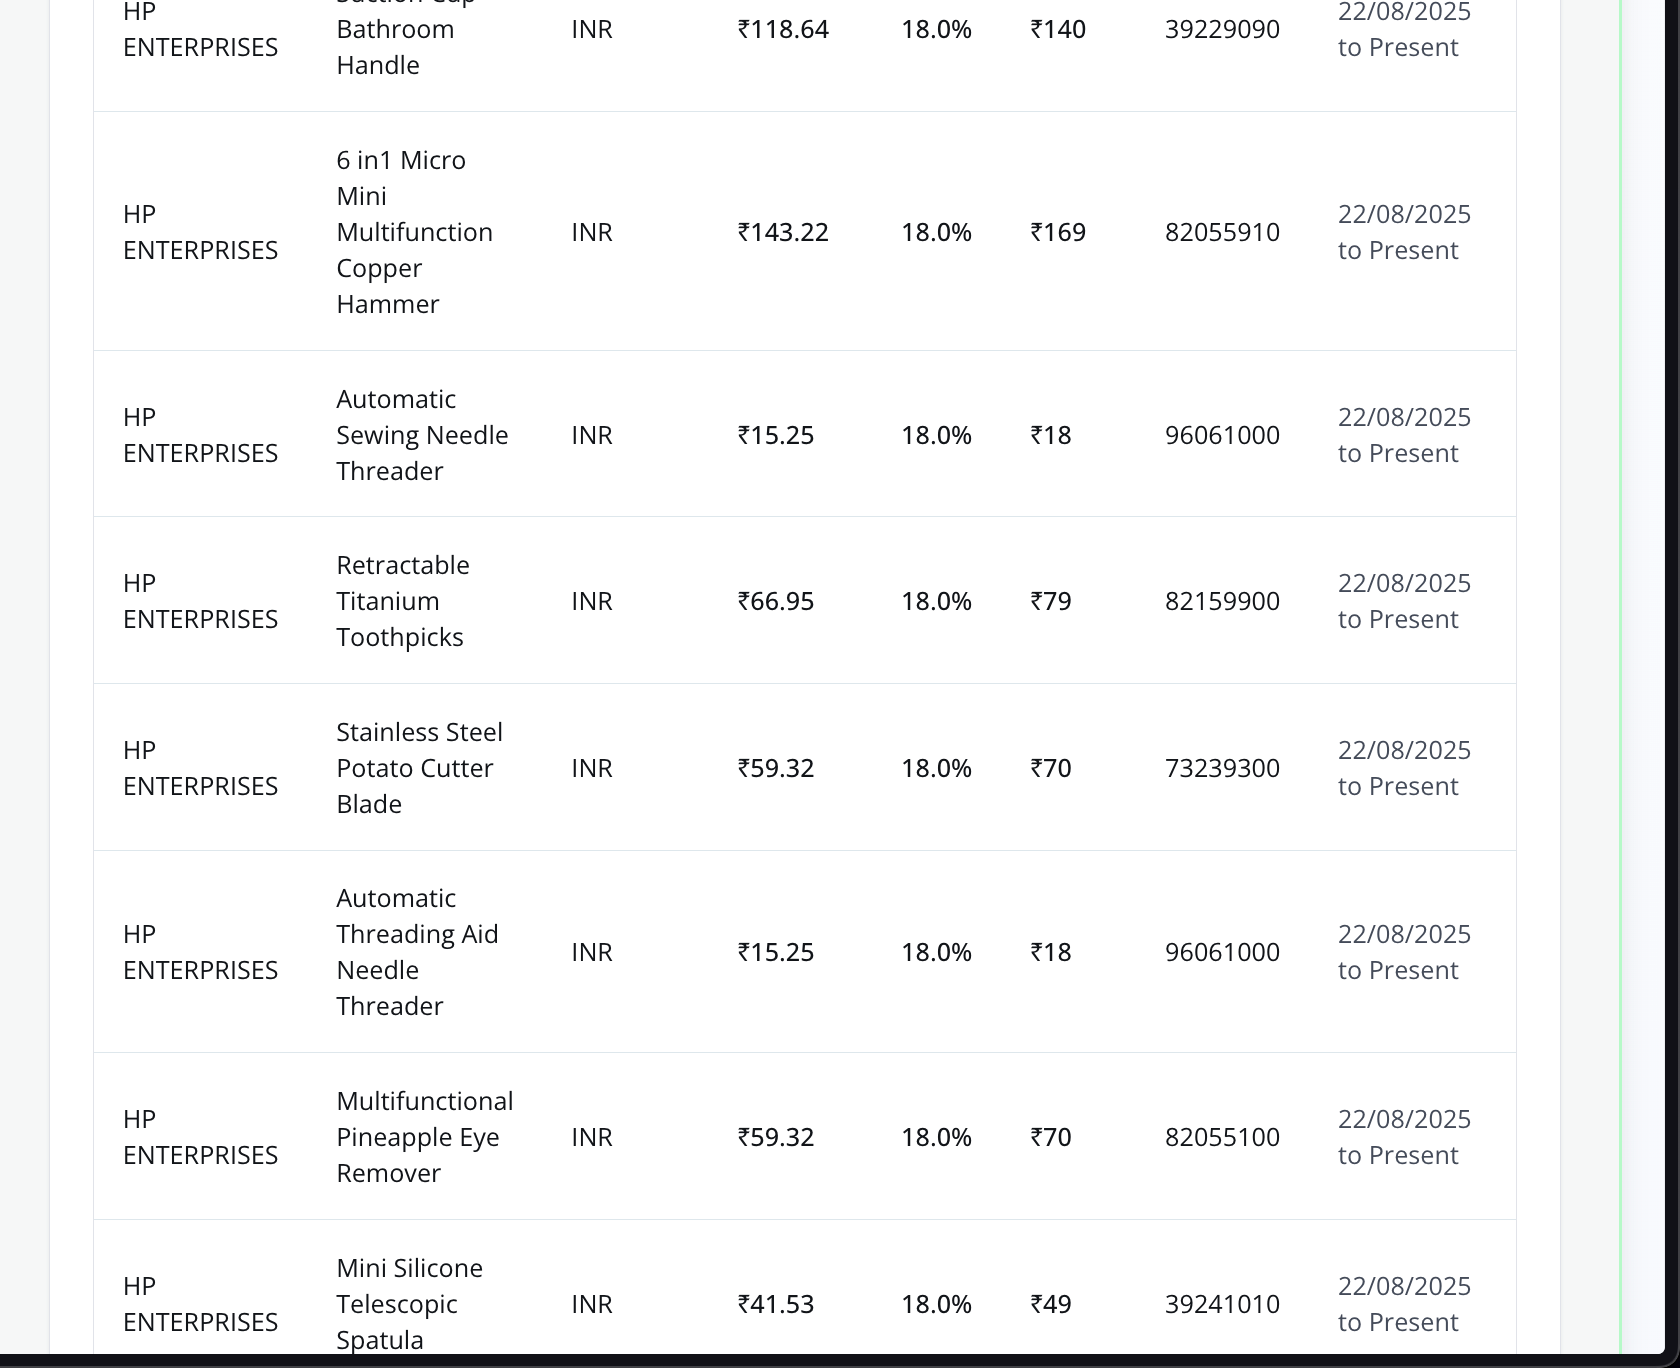 HP
ENTERPRISES
Suction Cup
Bathroom
Handle
INR
₹118.64
18.0%
₹140
39229090
22/08/2025
to Present
HP
ENTERPRISES
6 in1 Micro
Mini
Multifunction
Copper
Hammer
INR
₹143.22
18.0%
₹169
82055910
22/08/2025
to Present
HP
ENTERPRISES
Automatic
Sewing Needle
Threader
INR
₹15.25
18.0%
₹18
96061000
22/08/2025
to Present
HP
ENTERPRISES
Retractable
Titanium
Toothpicks
INR
₹66.95
18.0%
₹79
82159900
22/08/2025
to Present
HP
ENTERPRISES
Stainless Steel
Potato Cutter
Blade
INR
₹59.32
18.0%
₹70
73239300
22/08/2025
to Present
HP
ENTERPRISES
Automatic
Threading Aid
Needle
Threader
INR
₹15.25
18.0%
₹18
96061000
22/08/2025
to Present
HP
ENTERPRISES
Multifunctional
Pineapple Eye
Remover
INR
₹59.32
18.0%
₹70
82055100
22/08/2025
to Present
HP
ENTERPRISES
Mini Silicone
Telescopic
Spatula
INR
₹41.53
18.0%
₹49
39241010
22/08/2025
to Present